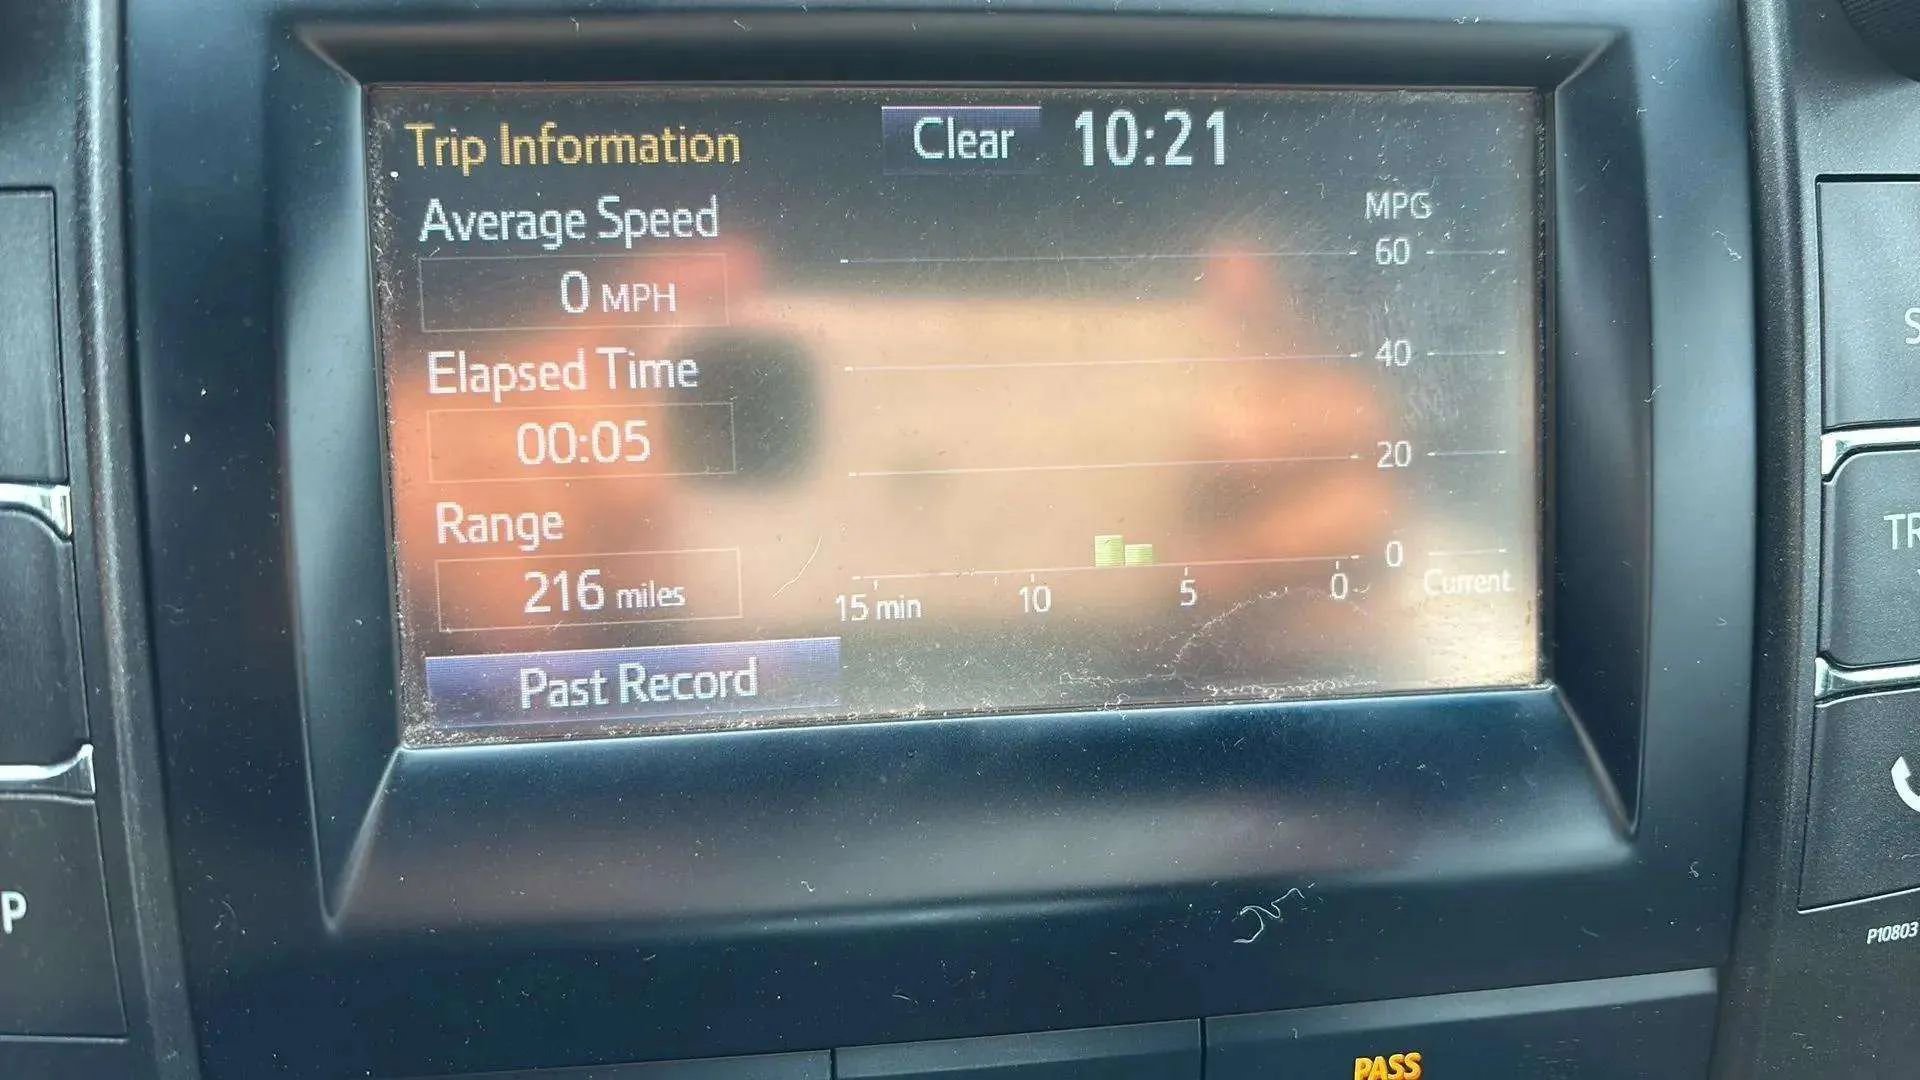 Trip Information
Clear
10:21
Average Speed
0 MPH
Elapsed Time
00:05
Range
216 miles
Past Record
MPG
60
40
20
0
15 min
10
5
0
Current
P
S
TR
P10803
PASS